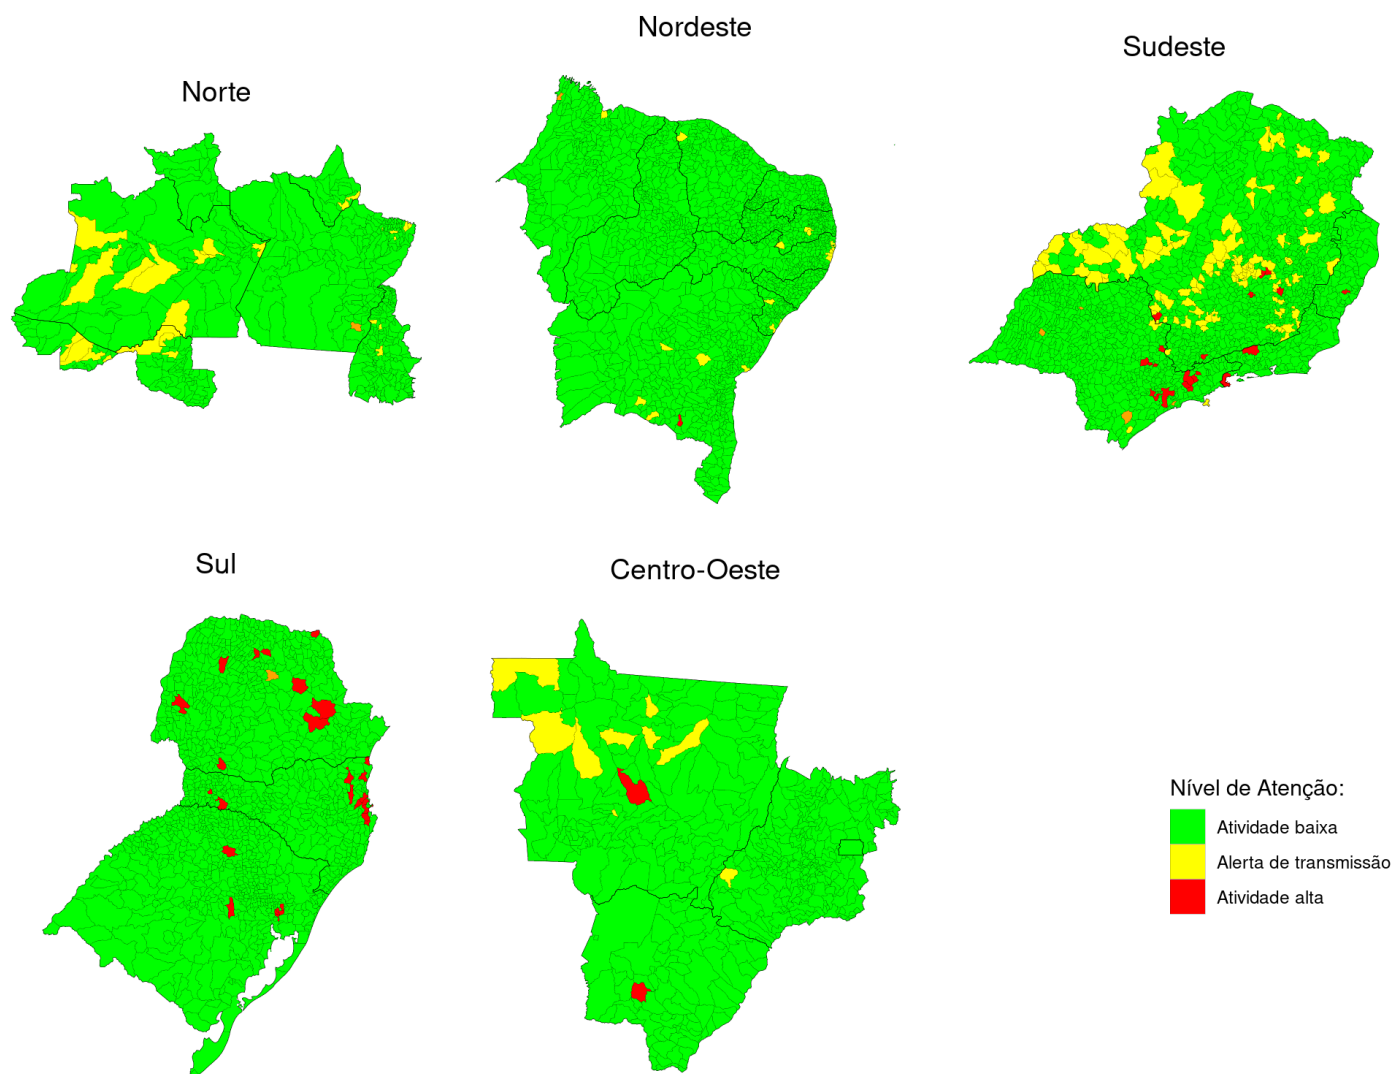 Nordeste
Sudeste
Norte
Sul
Centro-Oeste
Nível de Atenção:
Atividade baixa
Alerta de transmissão
Atividade alta